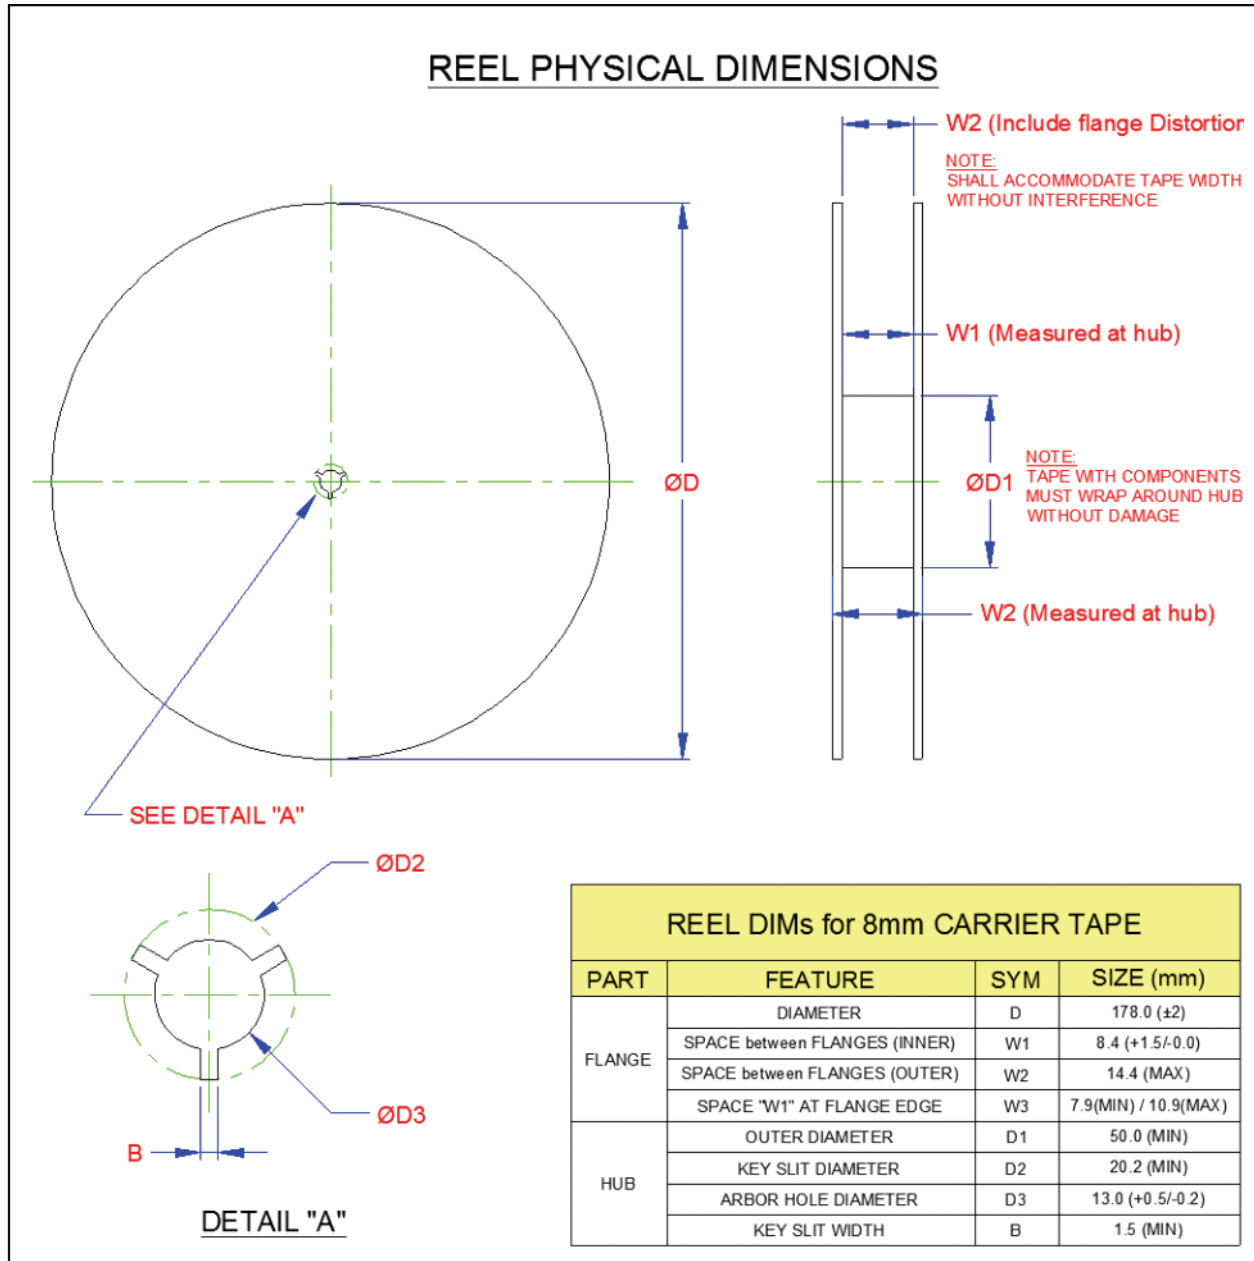 REEL PHYSICAL DIMENSIONS
W2 (Include flange Distortion
NOTE:
SHALL ACCOMMODATE TAPE WIDTH
WITHOUT INTERFERENCE
W1 (Measured at hub)
ØD
ØD1
NOTE:
TAPE WITH COMPONENTS
MUST WRAP AROUND HUB
WITHOUT DAMAGE
W2 (Measured at hub)
SEE DETAIL "A"
ØD2
ØD3
B
DETAIL "A"
REEL DIMs for 8mm CARRIER TAPE
PART FEATURE SYM SIZE (mm)
FLANGE
DIAMETER D 178.0 (±2)
SPACE between FLANGES (INNER) W1 8.4 (+1.5/-0.0)
SPACE between FLANGES (OUTER) W2 14.4 (MAX)
SPACE "W1" AT FLANGE EDGE W3 7.9(MIN) / 10.9(MAX)
HUB
OUTER DIAMETER D1 50.0 (MIN)
KEY SLIT DIAMETER D2 20.2 (MIN)
ARBOR HOLE DIAMETER D3 13.0 (+0.5/-0.2)
KEY SLIT WIDTH B 1.5 (MIN)